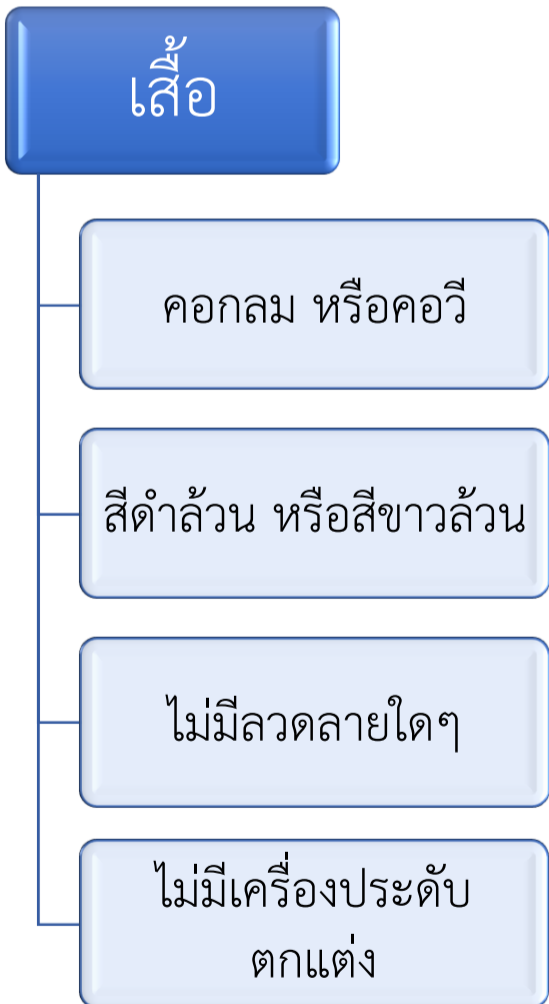 เสื้อ
คอกลม หรือคอวี
สีดำล้วน หรือสีขาวล้วน
ไม่มีลวดลายใดๆ
ไม่มีเครื่องประดับ
ตกแต่ง